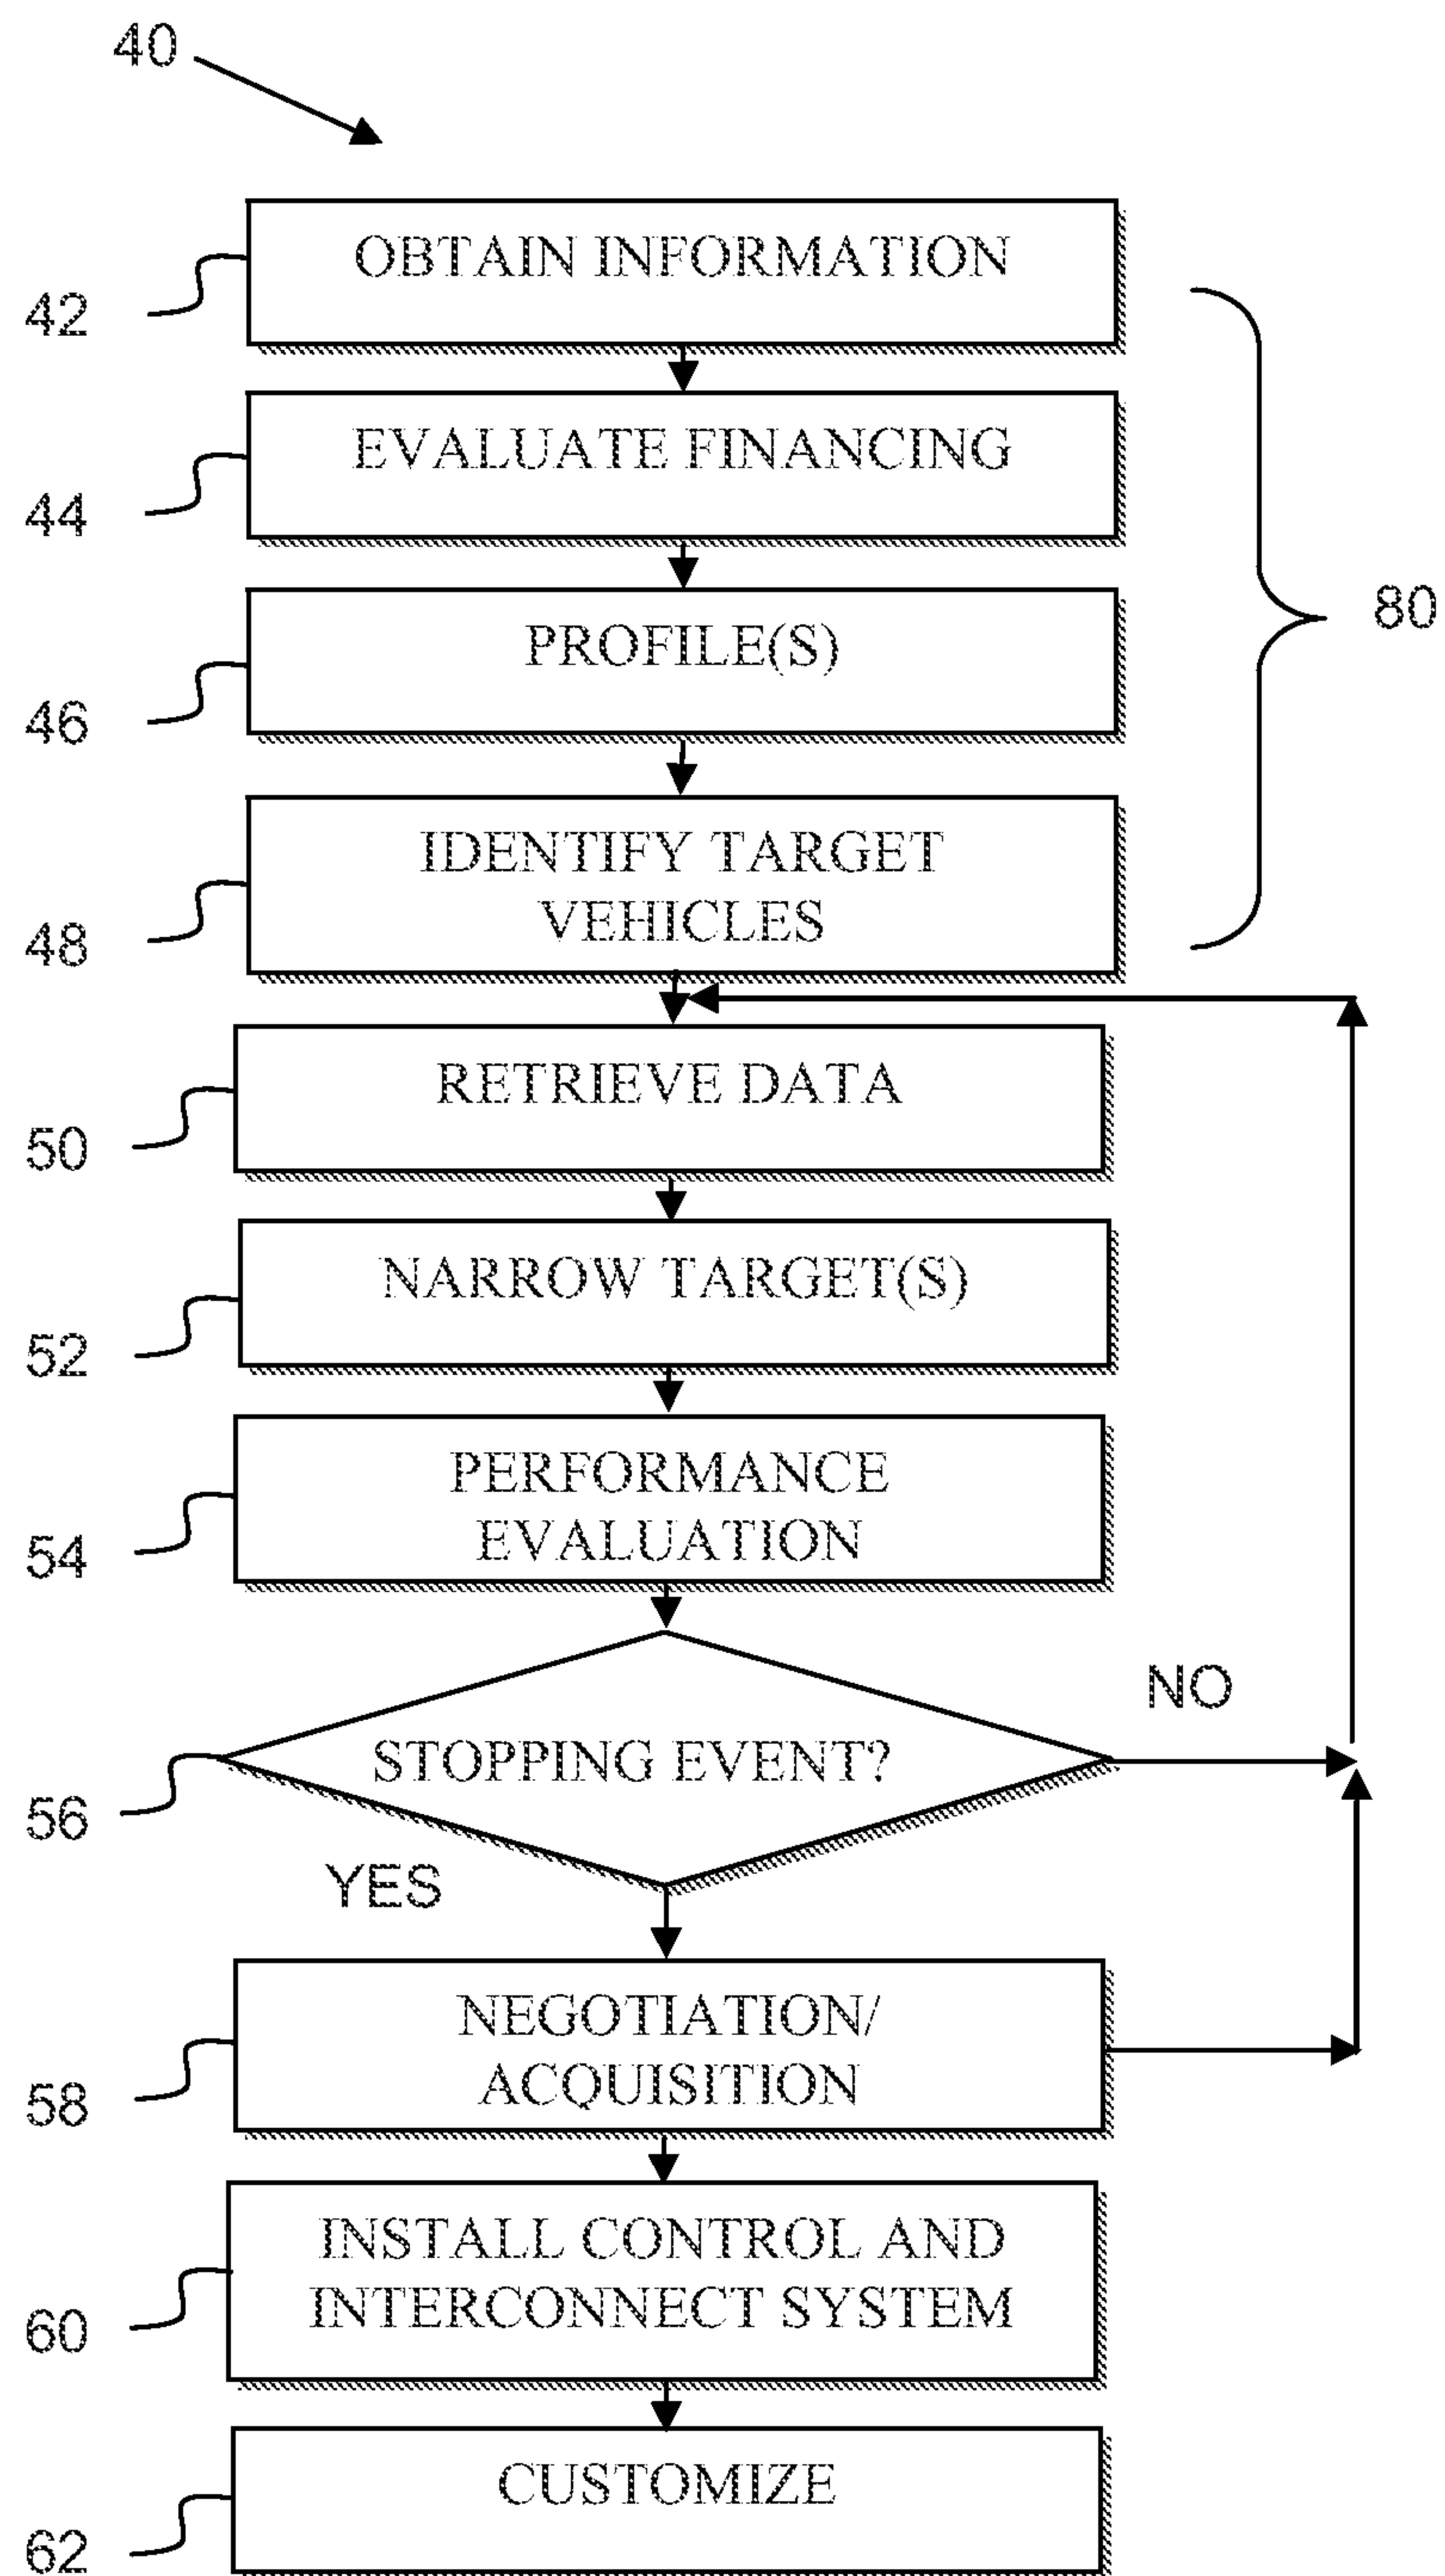 40
OBTAIN INFORMATION
42
EVALUATE FINANCING
44
PROFILE(S)
80
46
IDENTIFY TARGET
VEHICLES
48
RETRIEVE DATA
50
NARROW TARGET(S)
52
PERFORMANCE
EVALUATION
54
NO
STOPPING EVENT?
56
YES
NEGOTIATION/
ACQUISITION
58
INSTALL CONTROL AND
INTERCONNECT SYSTEM
60
CUSTOMIZE
62